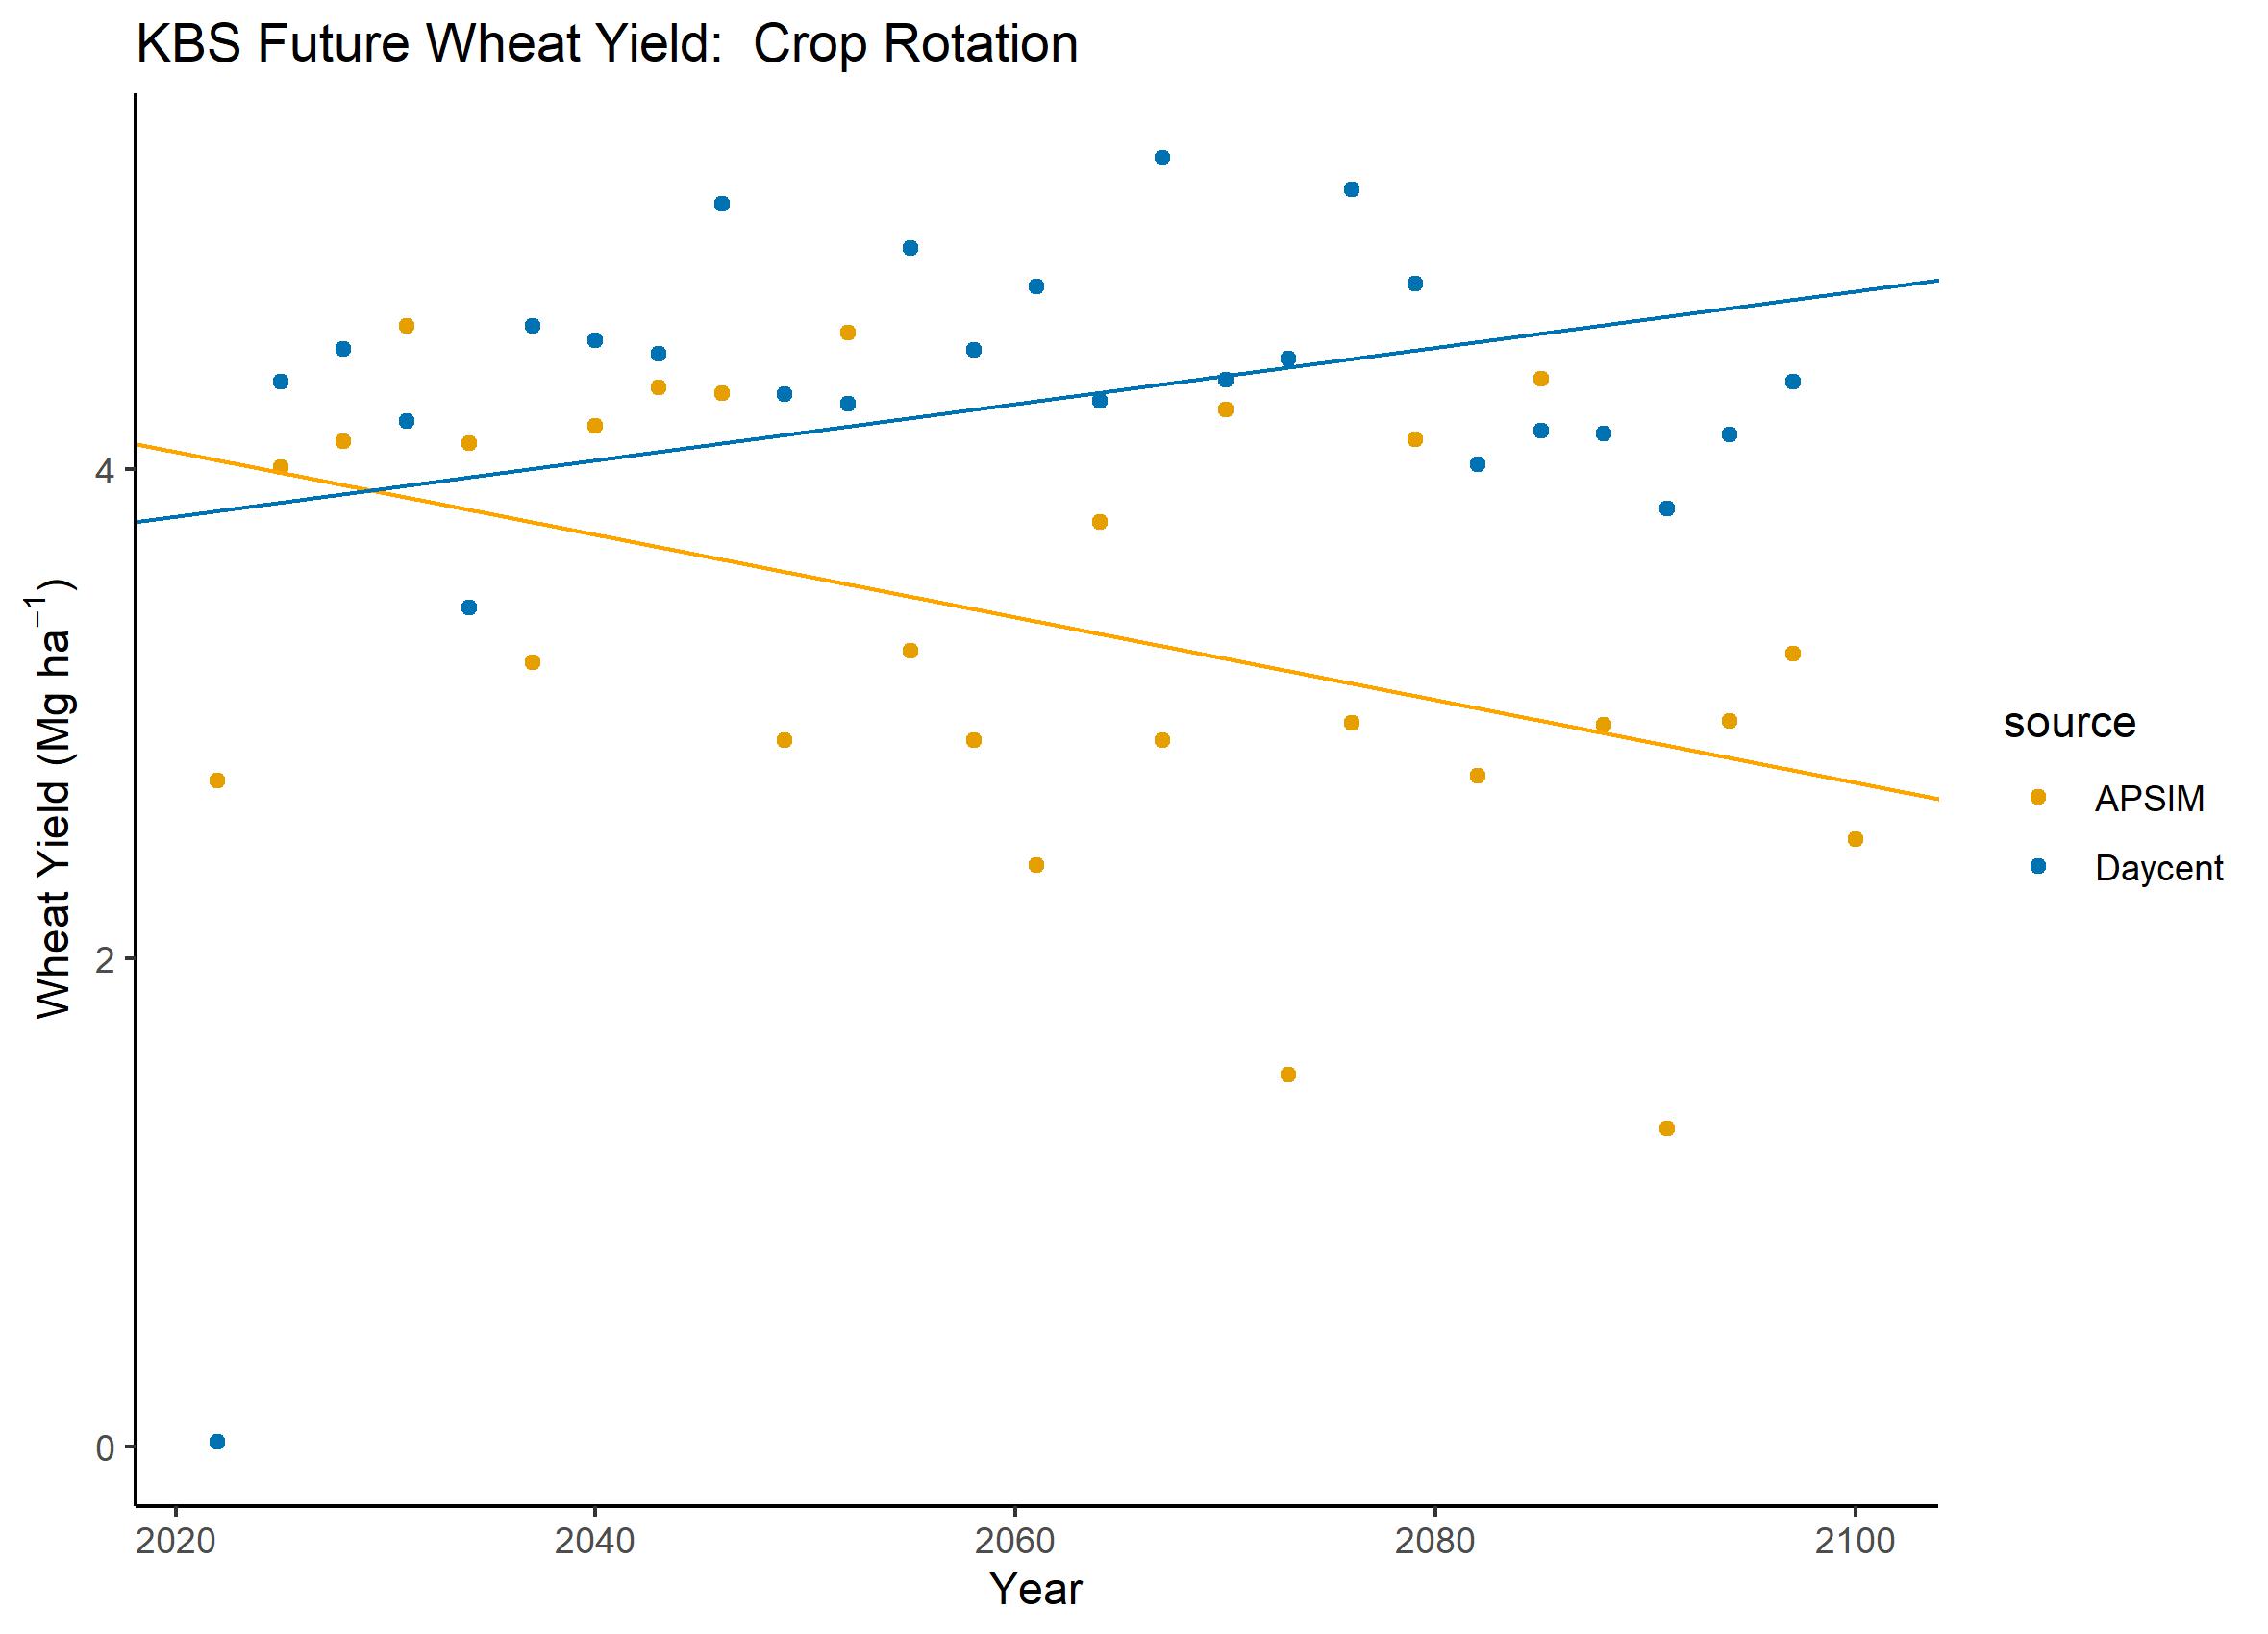 KBS Future Wheat Yield:  Crop Rotation
Wheat Yield (Mg ha⁻¹)
4
2
0
2020 2040 2060 2080 2100
Year
source
APSIM
Daycent